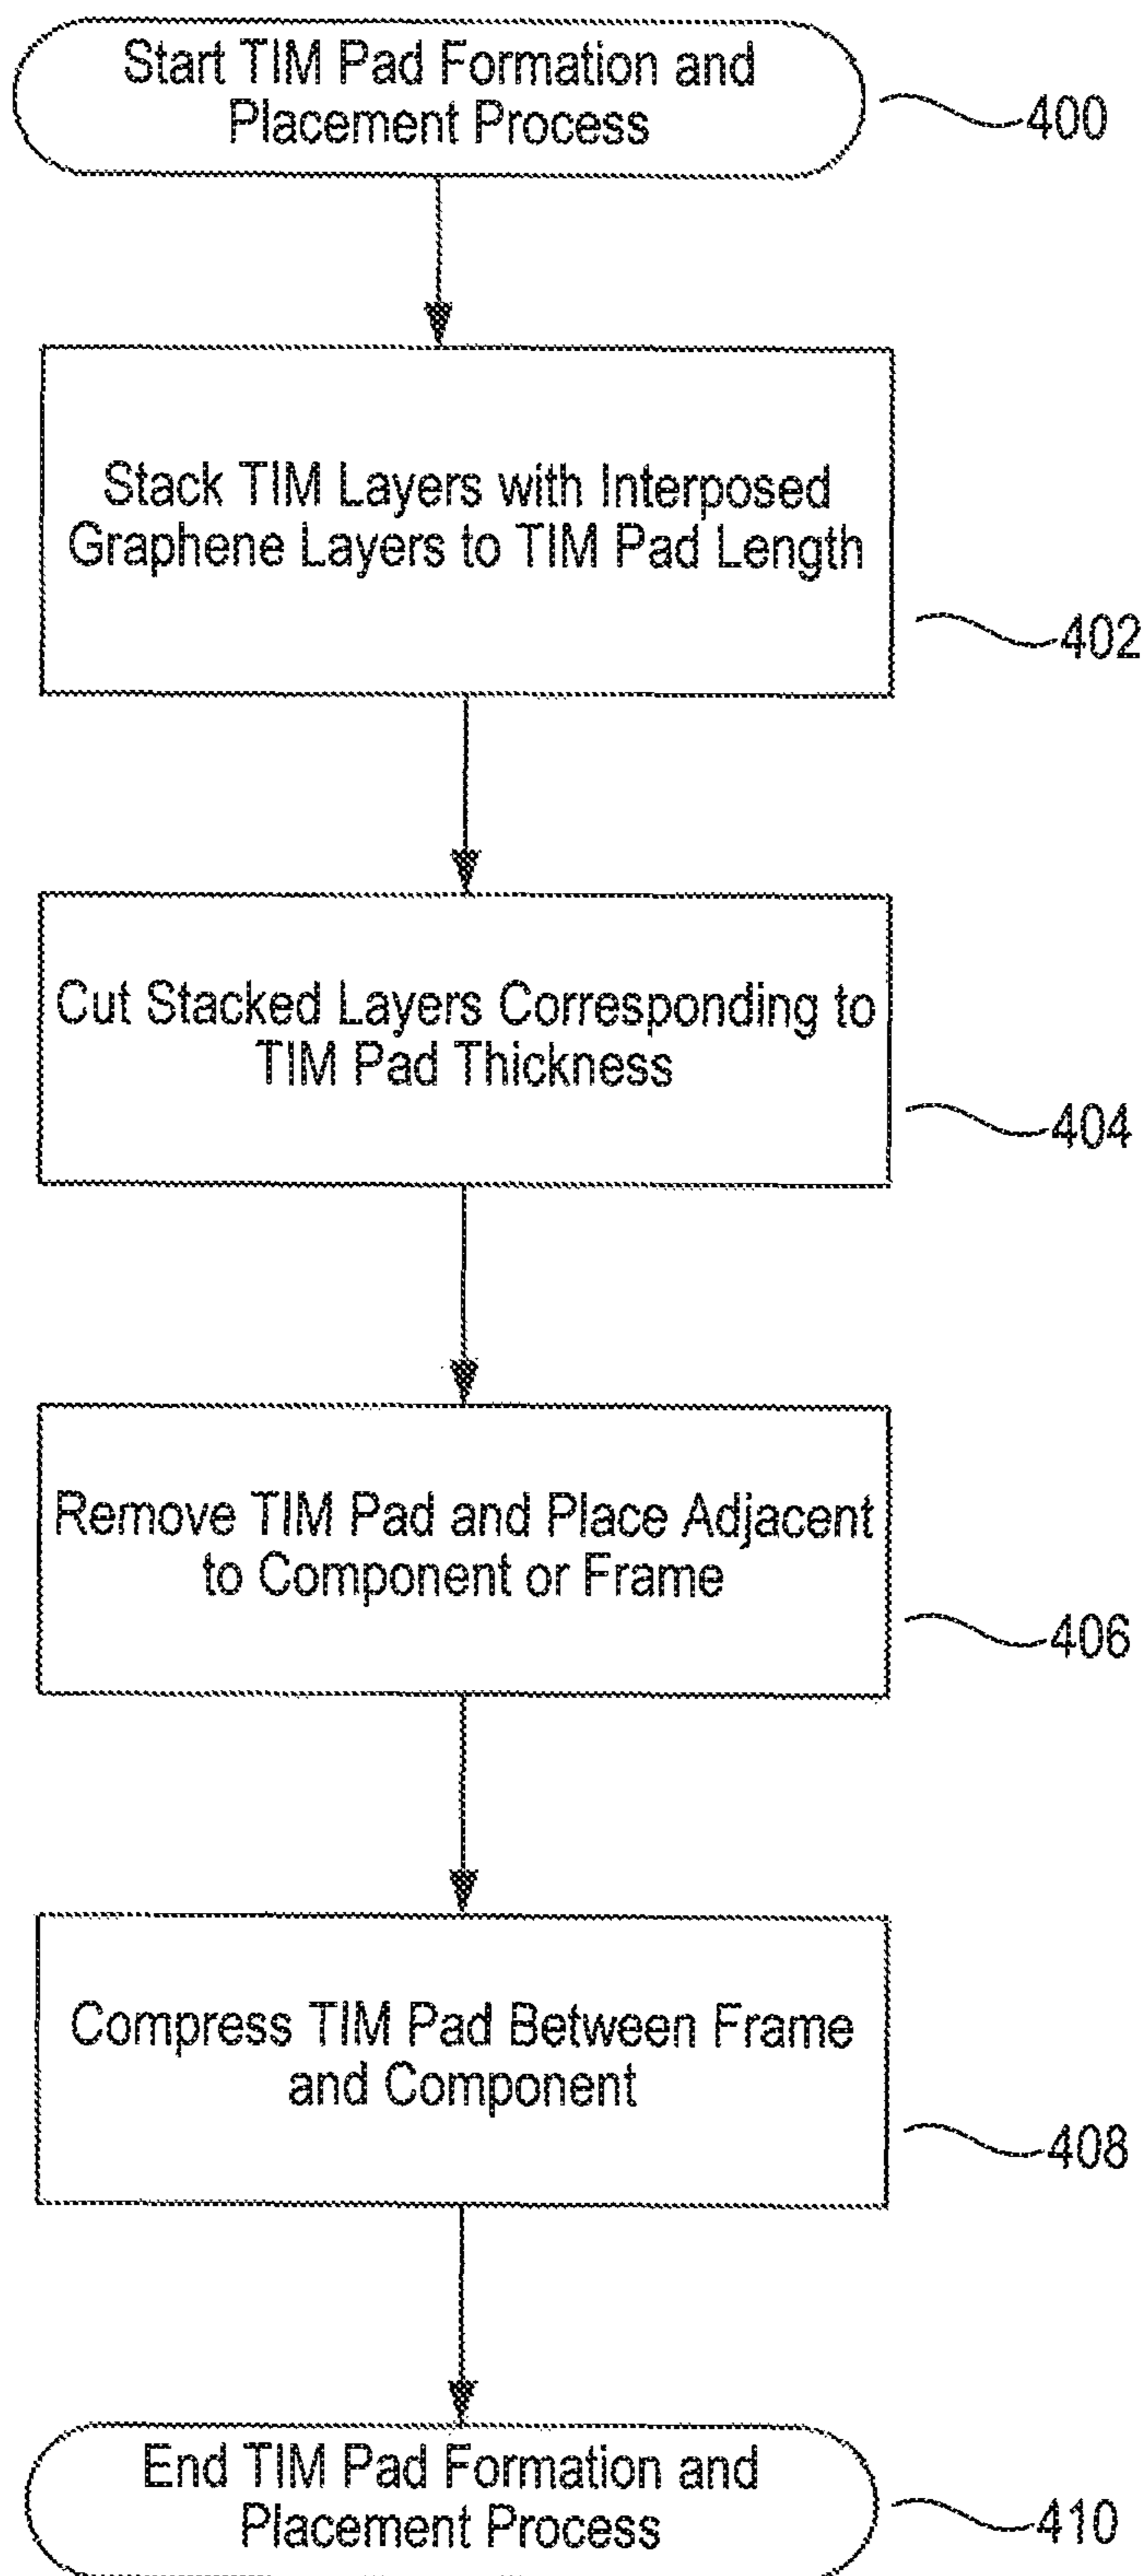 Start TIM Pad Formation and
Placement Process
400
Stack TIM Layers with Interposed
Graphene Layers to TIM Pad Length
402
Cut Stacked Layers Corresponding to
TIM Pad Thickness
404
Remove TIM Pad and Place Adjacent
to Component or Frame
406
Compress TIM Pad Between Frame
and Component
408
End TIM Pad Formation and
Placement Process
410